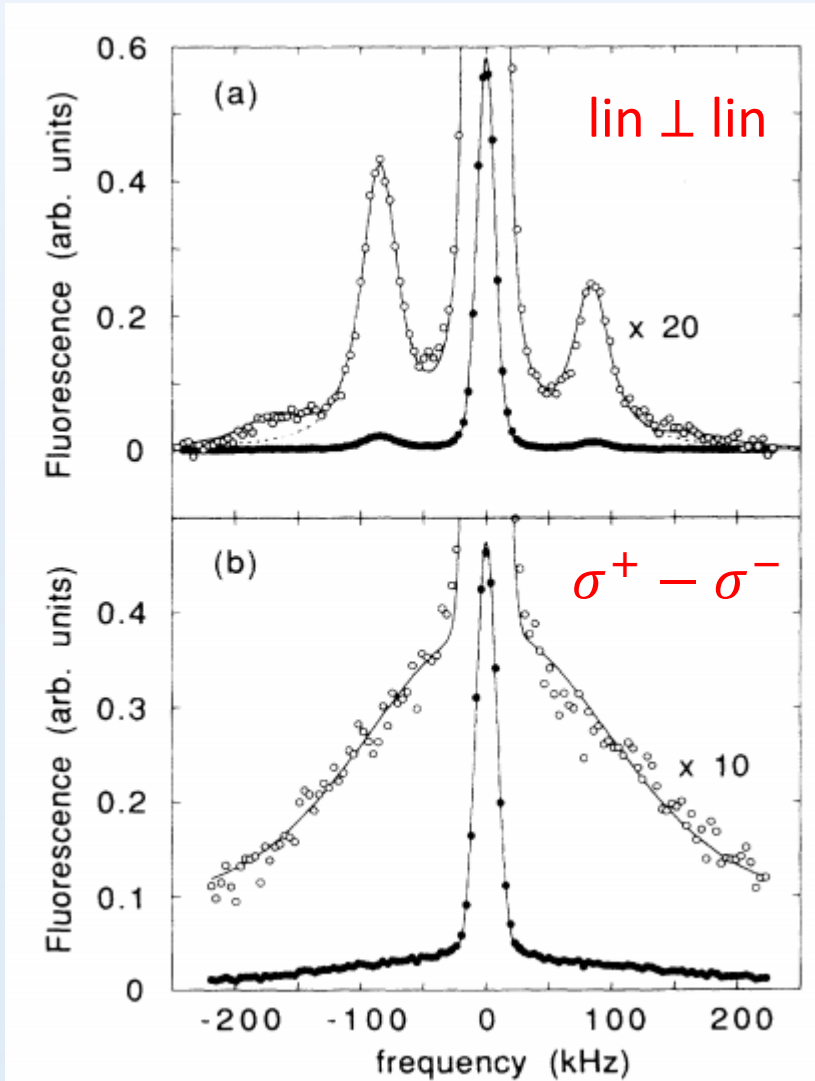 0.6
(a)
lin ⊥ lin
0.4
0.2
x 20
0
Fluorescence (arb. units)
(b)
σ⁺ − σ⁻
0.4
0.3
x 10
0.2
0.1
0
Fluorescence (arb. units)
-200 -100 0 100 200
frequency (kHz)